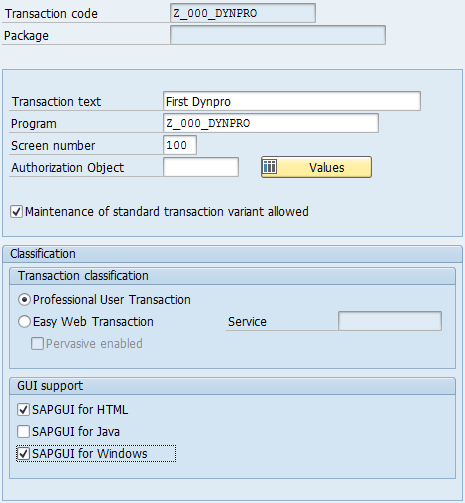 Transaction code Z_000_DYNPRO
Package
Transaction text First Dynpro
Program Z_000_DYNPRO
Screen number 100
Authorization Object Values
Maintenance of standard transaction variant allowed
Classification
Transaction classification
Professional User Transaction
Easy Web Transaction Service
Pervasive enabled
GUI support
SAPGUI for HTML
SAPGUI for Java
SAPGUI for Windows